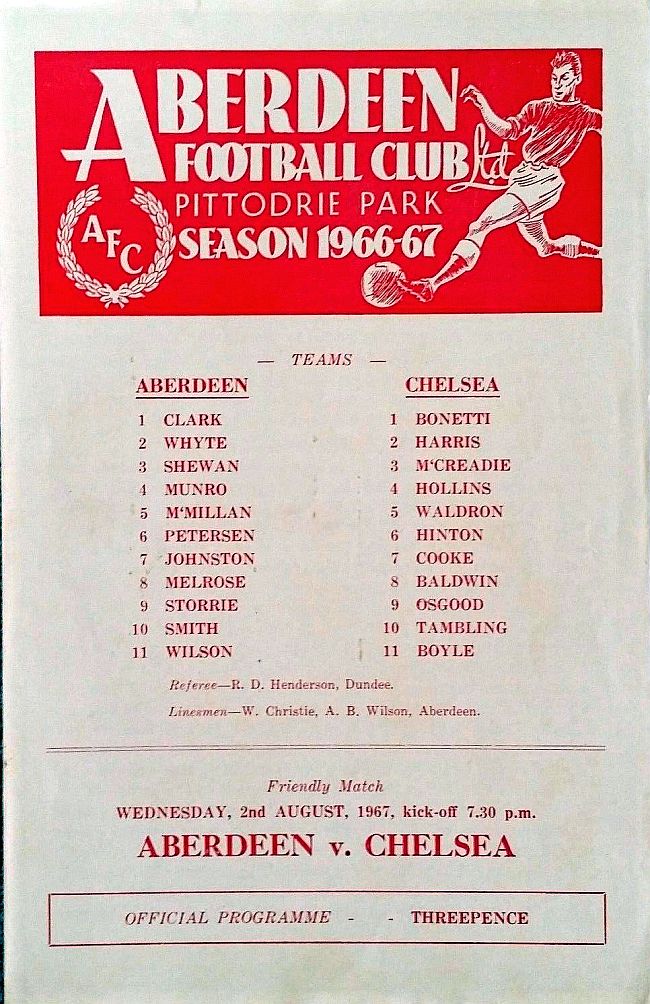 ABERDEEN
FOOTBALL CLUB Ltd
PITTODRIE PARK
SEASON 1966-67
AFC
— TEAMS —
ABERDEEN CHELSEA
1 CLARK 1 BONETTI
2 WHYTE 2 HARRIS
3 SHEWAN 3 M‘CREADIE
4 MUNRO 4 HOLLINS
5 M‘MILLAN 5 WALDRON
6 PETERSEN 6 HINTON
7 JOHNSTON 7 COOKE
8 MELROSE 8 BALDWIN
9 STORRIE 9 OSGOOD
10 SMITH 10 TAMBLING
11 WILSON 11 BOYLE
Referee—R. D. Henderson, Dundee.
Linesmen—W. Christie, A. B. Wilson, Aberdeen.
Friendly Match
WEDNESDAY, 2nd AUGUST, 1967, kick-off 7.30 p.m.
ABERDEEN v. CHELSEA
OFFICIAL PROGRAMME - - THREEPENCE